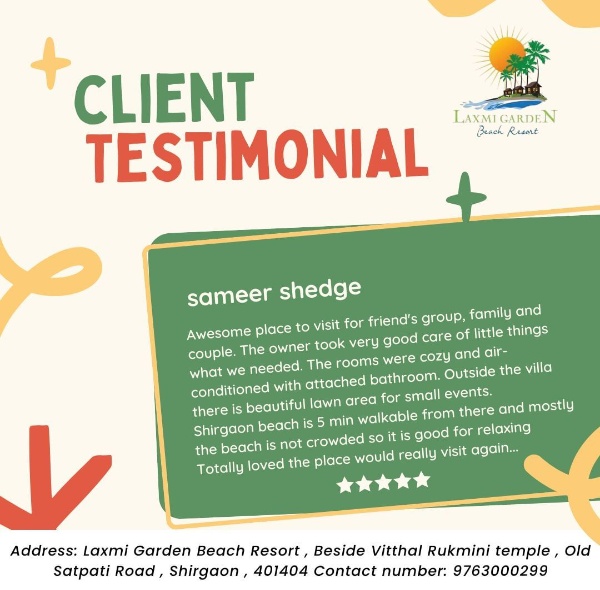 CLIENT
TESTIMONIAL
LAXMI GARDEN
Beach Resort
sameer shedge
Awesome place to visit for friend's group, family and
couple. The owner took very good care of little things
what we needed. The rooms were cozy and air-
conditioned with attached bathroom. Outside the villa
there is beautiful lawn area for small events.
Shirgaon beach is 5 min walkable from there and mostly
the beach is not crowded so it is good for relaxing
Totally loved the place would really visit again...
Address: Laxmi Garden Beach Resort , Beside Vitthal Rukmini temple , Old
Satpati Road , Shirgaon , 401404 Contact number: 9763000299